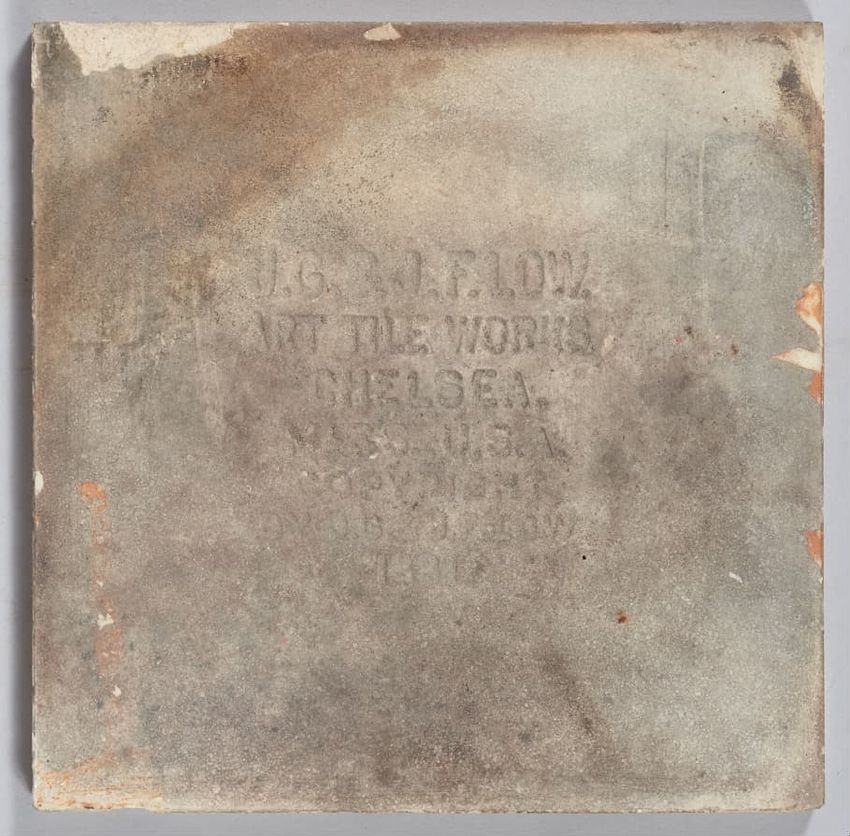 J.G. & J.F. LOW.
ART TILE WORKS
CHELSEA.
MASS. U.S.A.
COPYRIGHT
BY J.G. & J.F. LOW